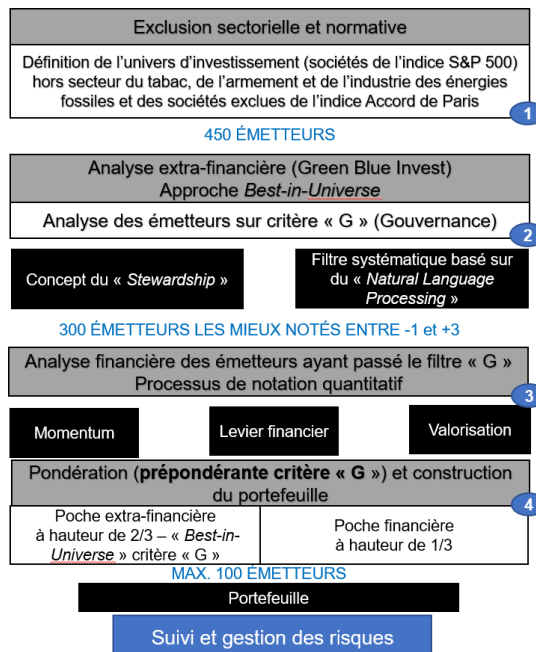 Exclusion sectorielle et normative
Définition de l'univers d'investissement (sociétés de l'indice S&P 500)
hors secteur du tabac, de l'armement et de l'industrie des énergies
fossiles et des sociétés exclues de l'indice Accord de Paris
1
450 ÉMETTEURS
Analyse extra-financière (Green Blue Invest)
Approche Best-in-Universe
Analyse des émetteurs sur critère « G » (Gouvernance)
2
Concept du « Stewardship »
Filtre systématique basé sur
du « Natural Language
Processing »
300 ÉMETTEURS LES MIEUX NOTÉS ENTRE -1 et +3
Analyse financière des émetteurs ayant passé le filtre « G »
Processus de notation quantitatif
3
Momentum
Levier financier
Valorisation
Pondération (prépondérante critère « G ») et construction
du portefeuille
4
Poche extra-financière
à hauteur de 2/3 – « Best-in-
Universe » critère « G »
Poche financière
à hauteur de 1/3
MAX. 100 ÉMETTEURS
Portefeuille
Suivi et gestion des risques